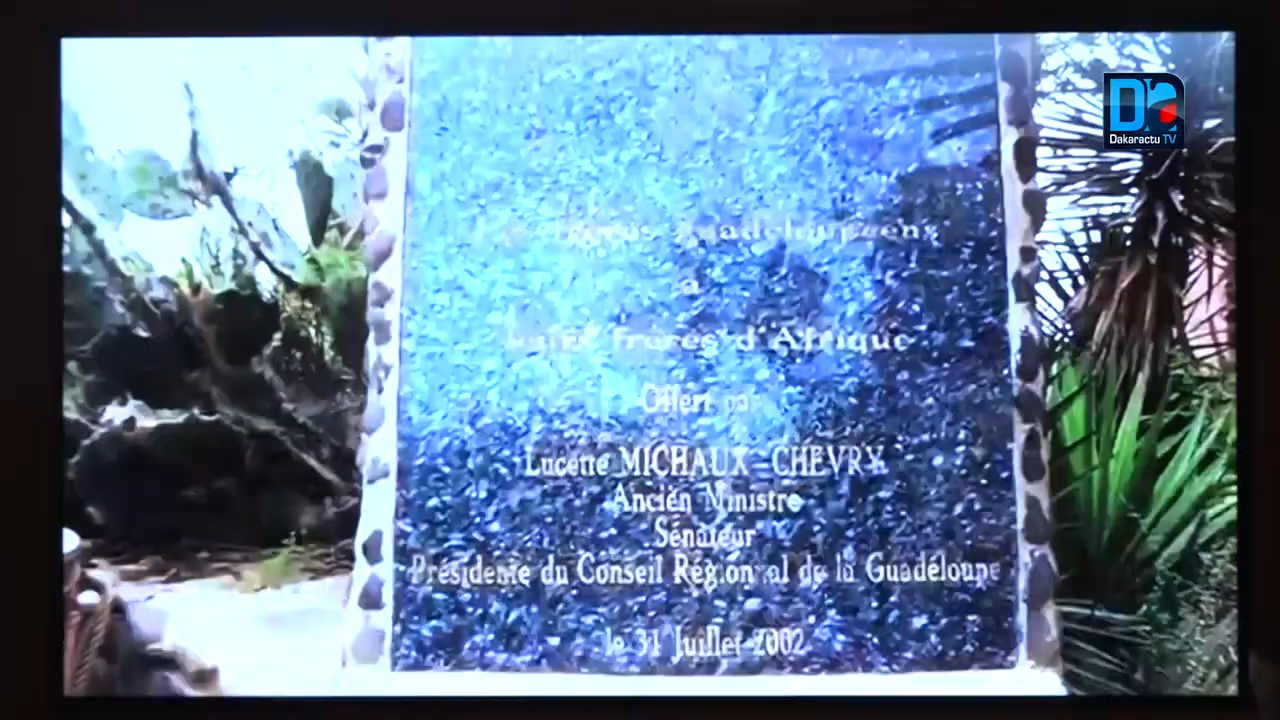 Dakaractu TV
frères d'Afrique
Offert par
Lucette MICHAUX-CHEVRY
Ancien Ministre
Sénateur
Présidente du Conseil Régional de la Guadeloupe
le 31 Juillet 2002